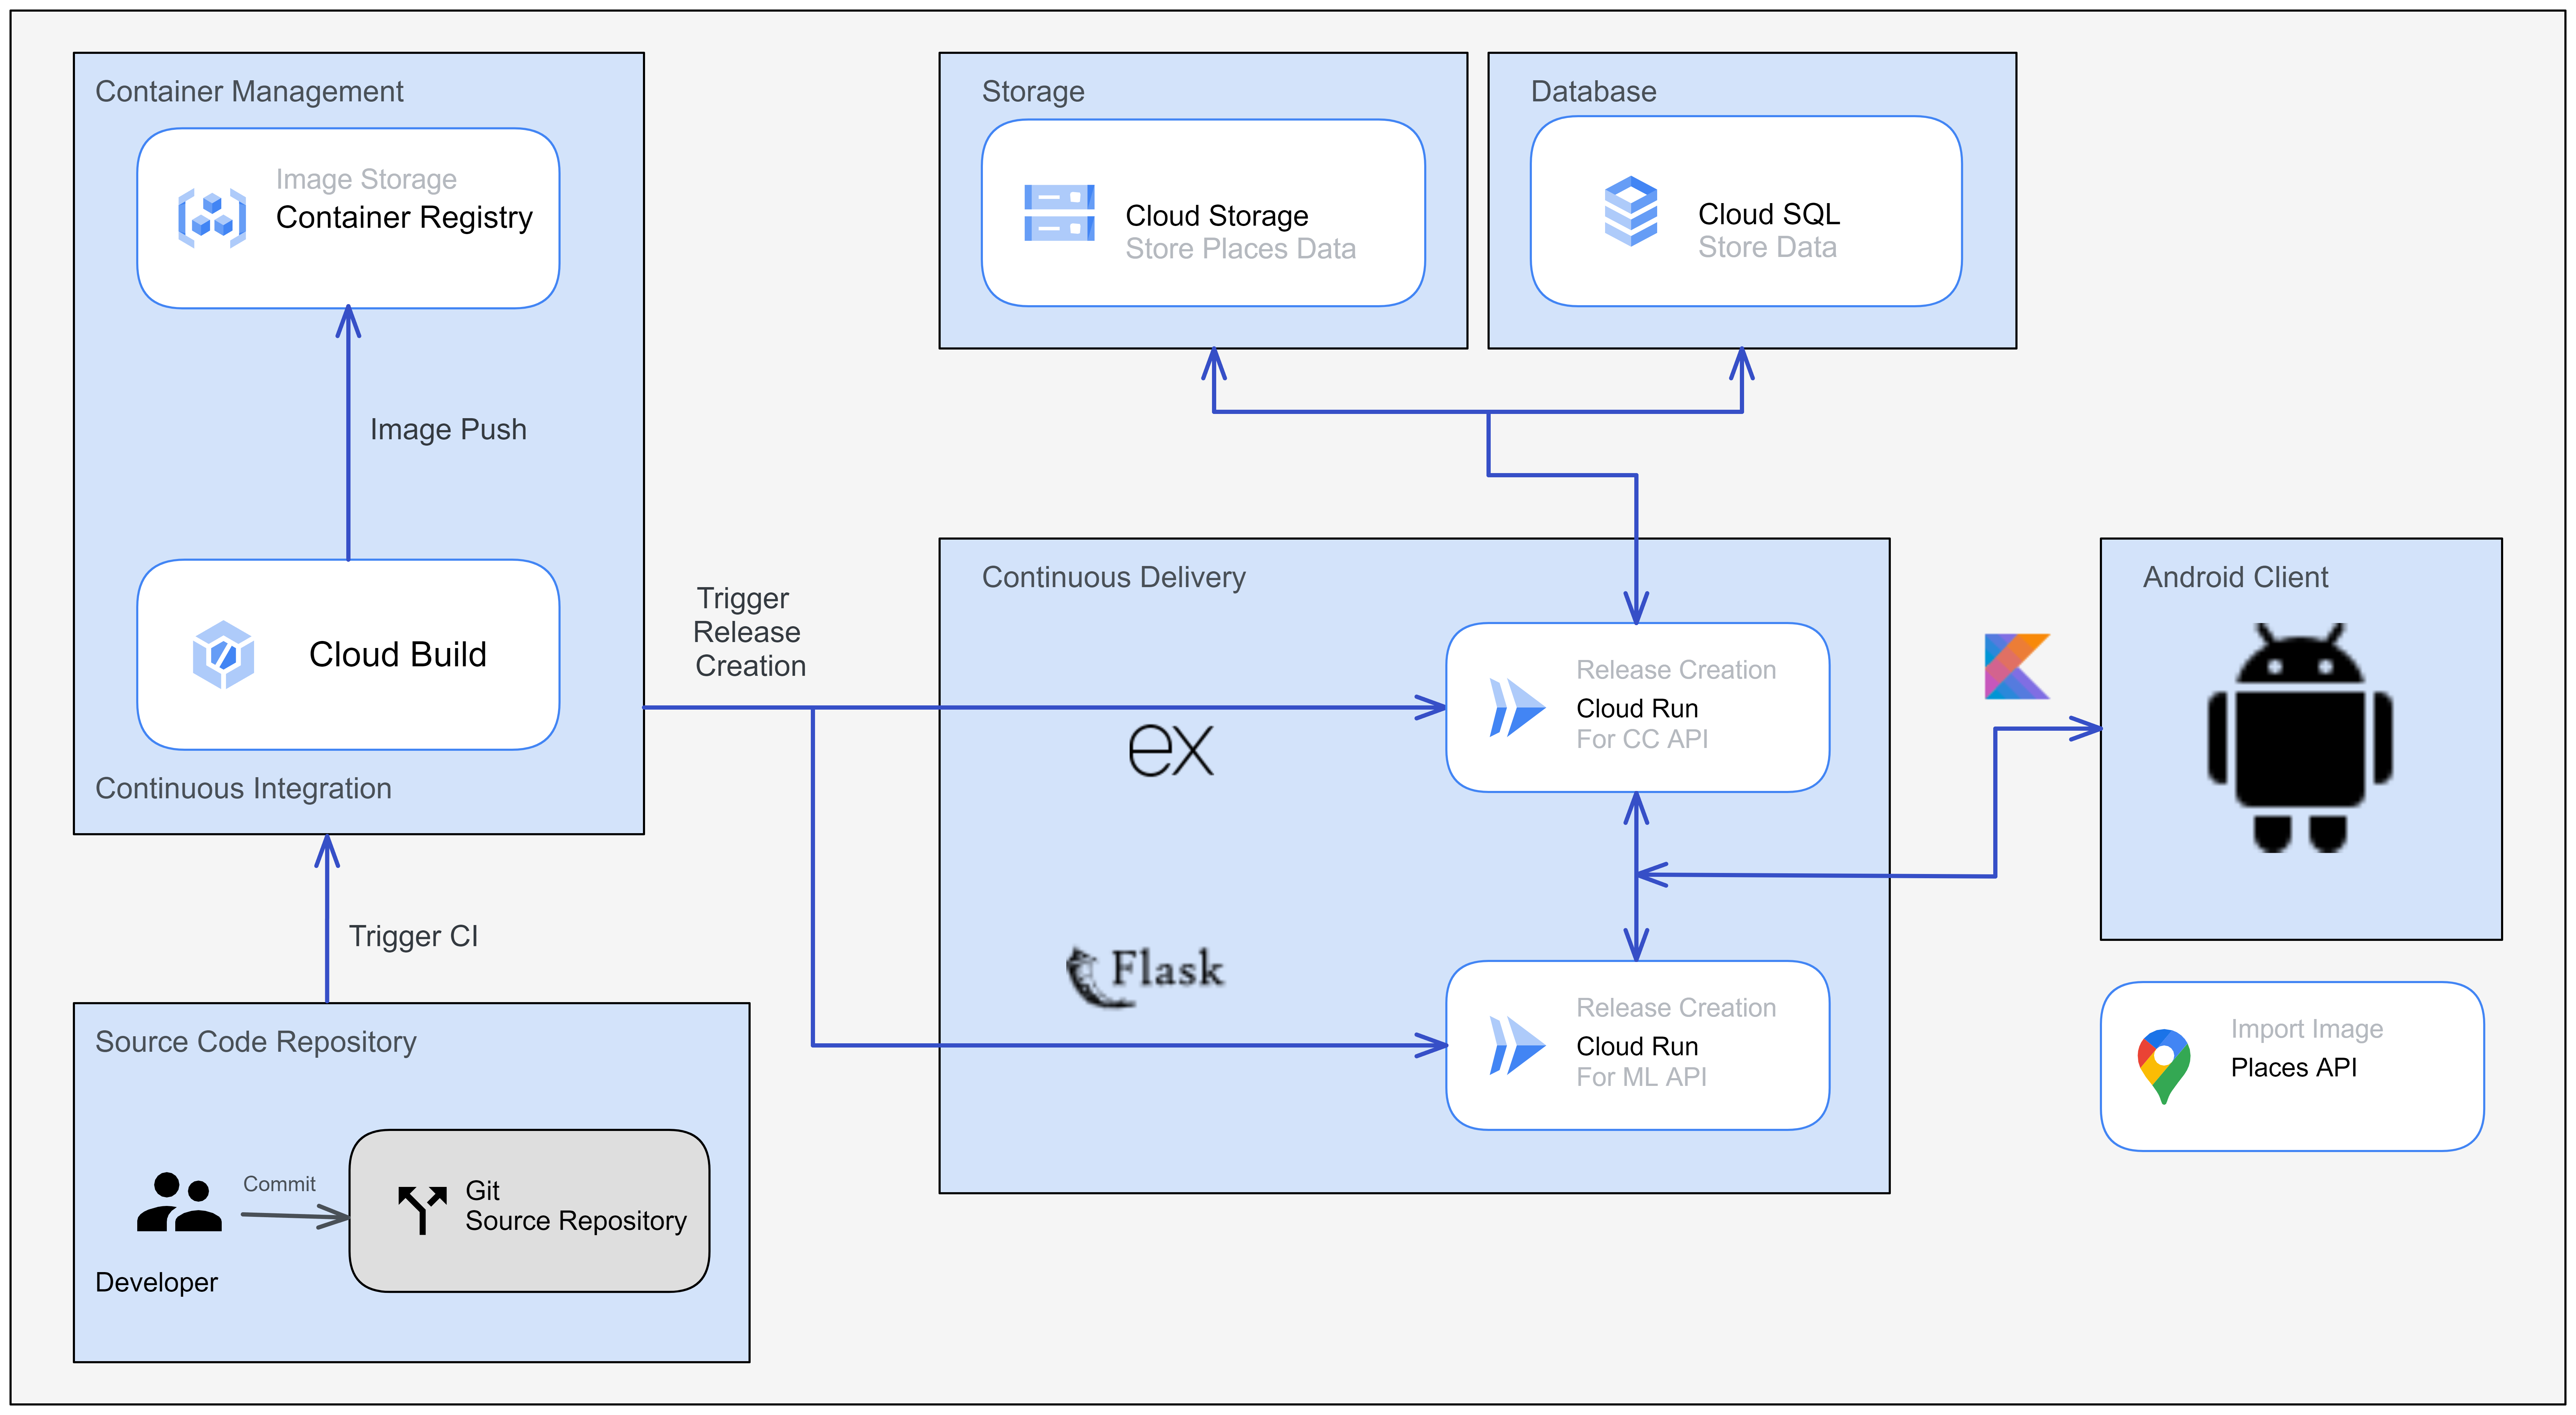 Container Management
Image Storage
Container Registry
Image Push
Cloud Build
Continuous Integration
Trigger CI
Source Code Repository
Commit
Developer
Git
Source Repository
Trigger
Release
Creation
Storage
Cloud Storage
Store Places Data
Database
Cloud SQL
Store Data
Continuous Delivery
Release Creation
Cloud Run
For CC API
ex
Flask
Release Creation
Cloud Run
For ML API
Android Client
Import Image
Places API